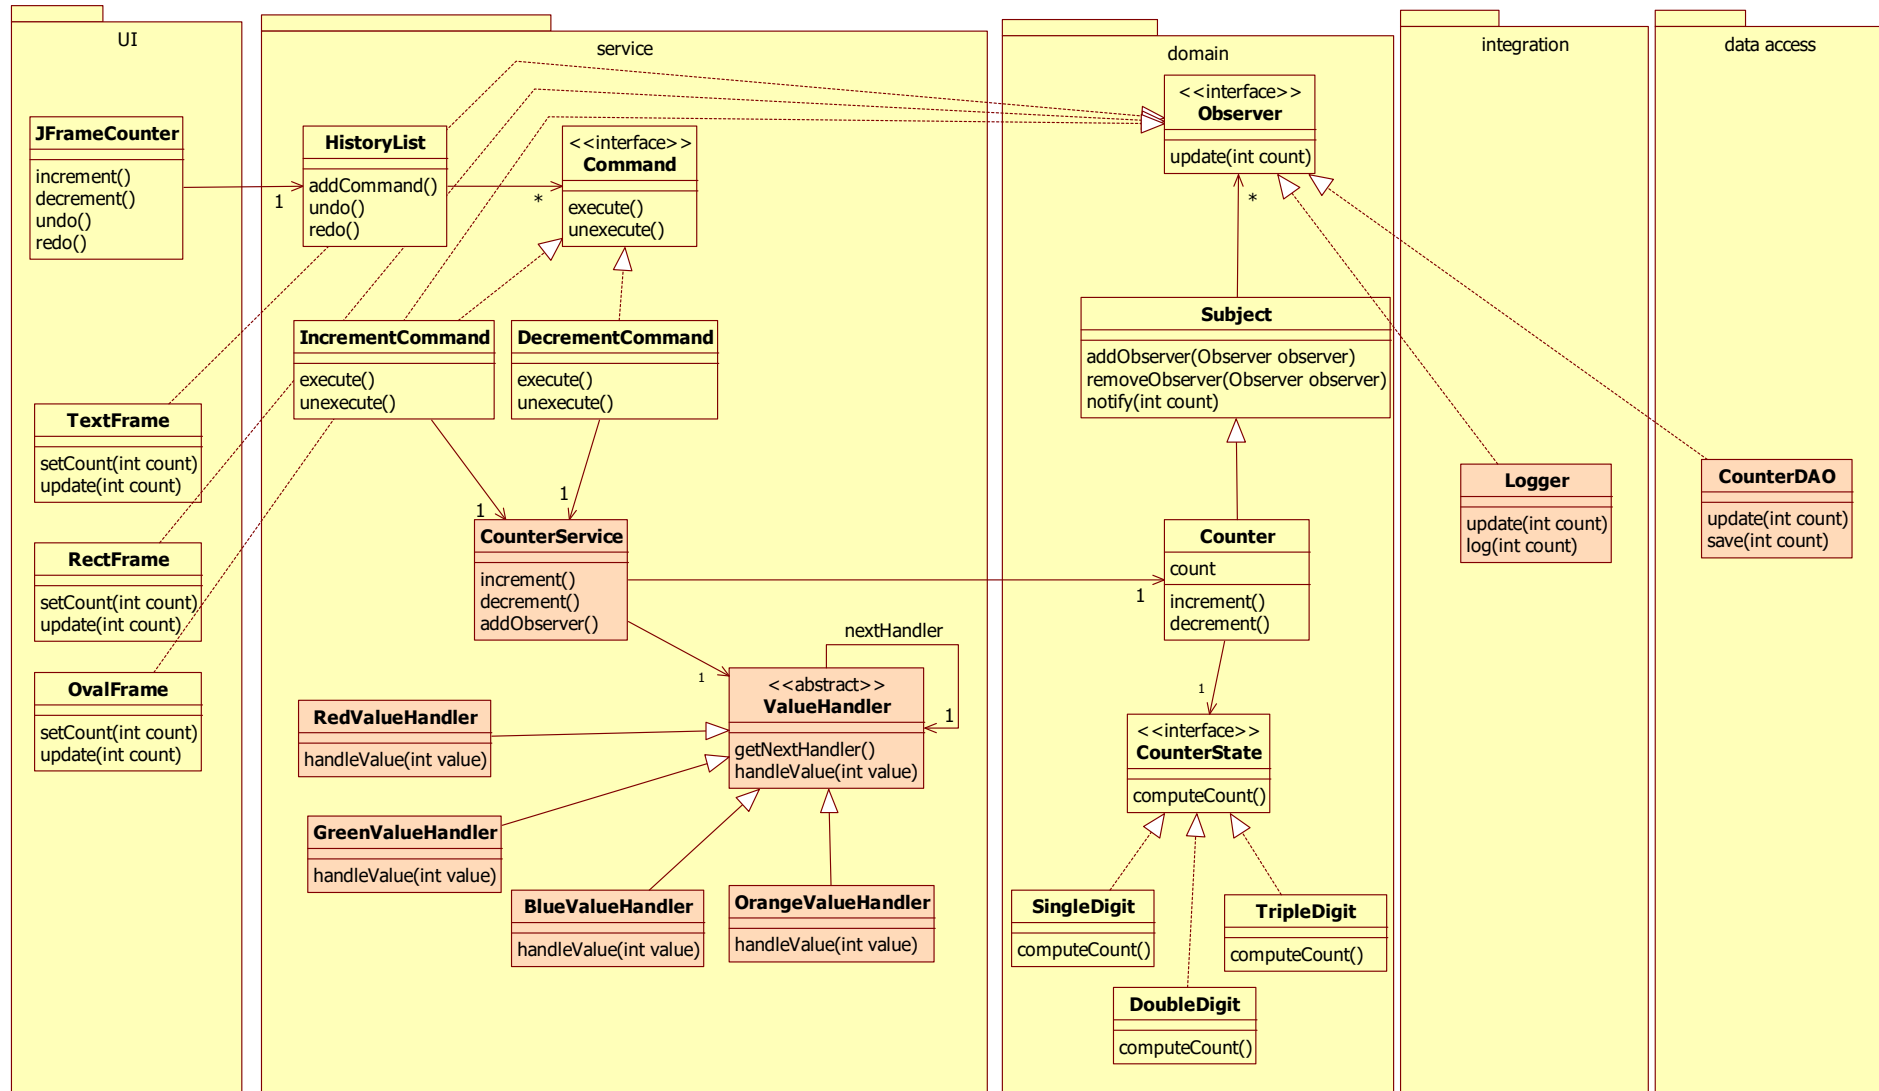 UI
JFrameCounter
increment()
decrement()
undo()
redo()
TextFrame
setCount(int count)
update(int count)
RectFrame
setCount(int count)
update(int count)
OvalFrame
setCount(int count)
update(int count)
service
HistoryList
addCommand()
undo()
redo()
1
<<interface>>
Command
execute()
unexecute()
*
IncrementCommand
execute()
unexecute()
DecrementCommand
execute()
unexecute()
1
1
CounterService
increment()
decrement()
addObserver()
1
nextHandler
1
<<abstract>>
ValueHandler
getNextHandler()
handleValue(int value)
RedValueHandler
handleValue(int value)
GreenValueHandler
handleValue(int value)
BlueValueHandler
handleValue(int value)
OrangeValueHandler
handleValue(int value)
domain
<<interface>>
Observer
update(int count)
*
Subject
addObserver(Observer observer)
removeObserver(Observer observer)
notify(int count)
Counter
count
increment()
decrement()
1
1
<<interface>>
CounterState
computeCount()
SingleDigit
computeCount()
TripleDigit
computeCount()
DoubleDigit
computeCount()
integration
Logger
update(int count)
log(int count)
data access
CounterDAO
update(int count)
save(int count)